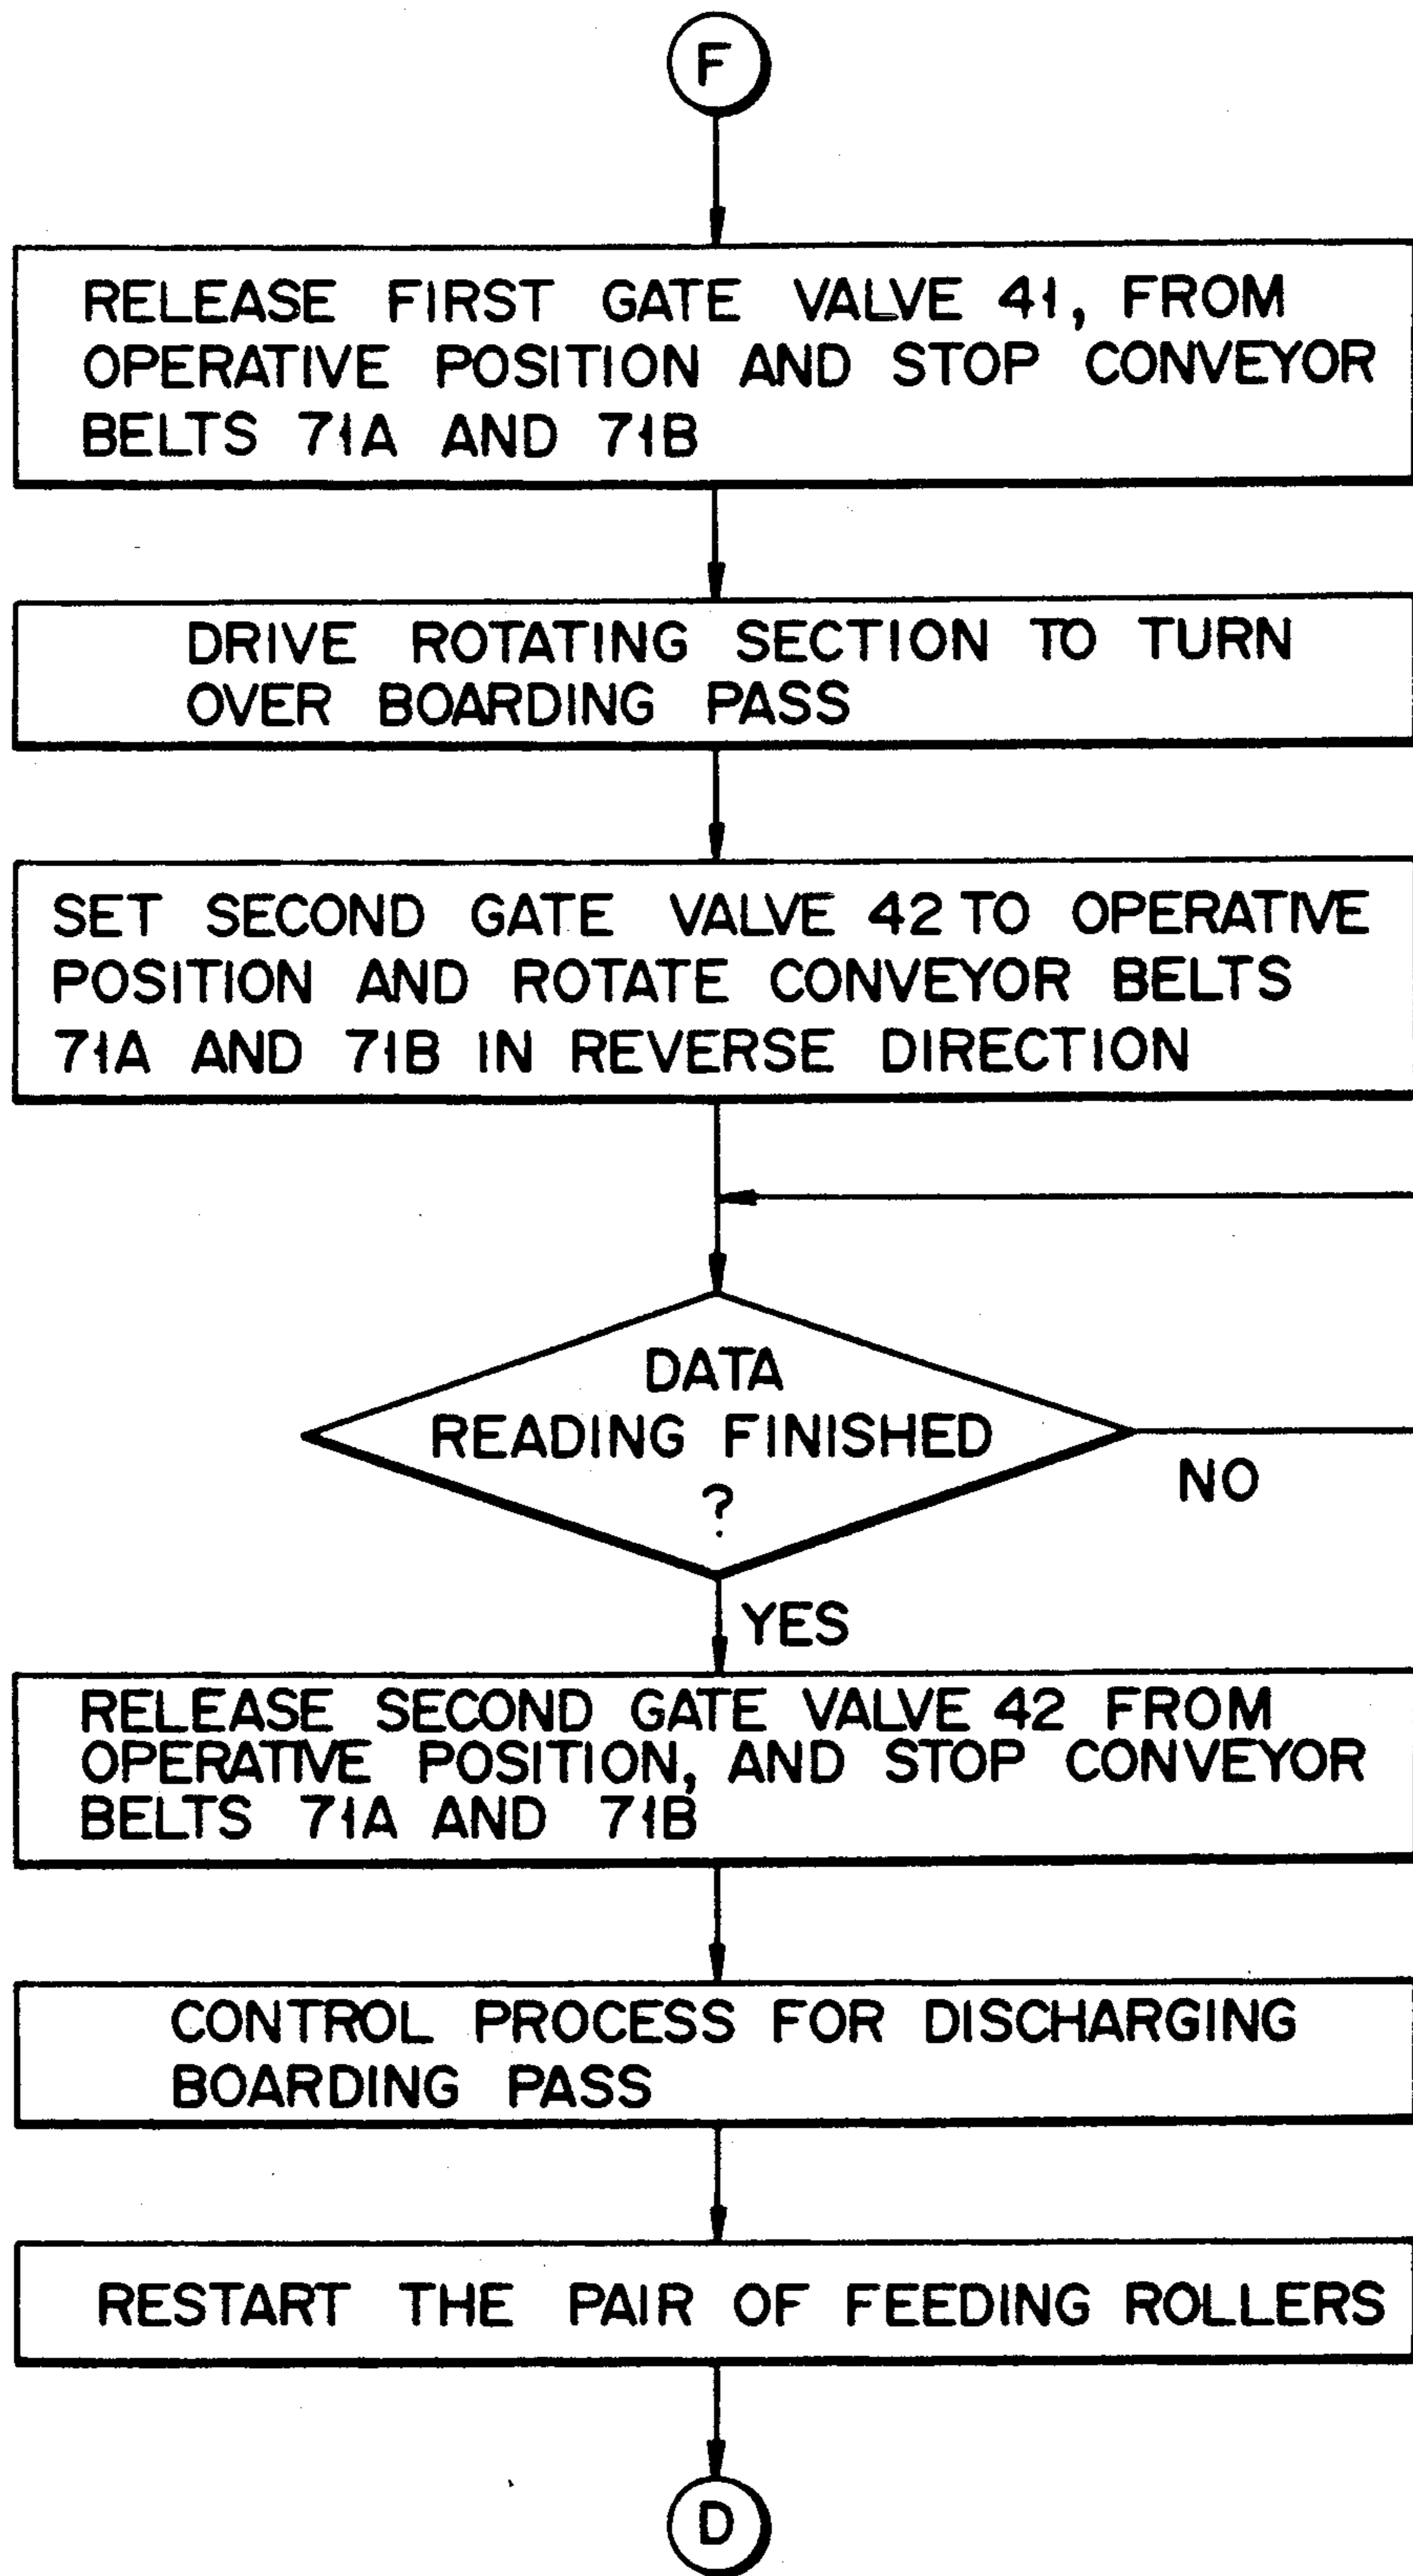 F
RELEASE FIRST GATE VALVE 41, FROM
OPERATIVE POSITION AND STOP CONVEYOR
BELTS 71A AND 71B
DRIVE ROTATING SECTION TO TURN
OVER BOARDING PASS
SET SECOND GATE VALVE 42 TO OPERATIVE
POSITION AND ROTATE CONVEYOR BELTS
71A AND 71B IN REVERSE DIRECTION
DATA
READING FINISHED
?
NO
YES
RELEASE SECOND GATE VALVE 42 FROM
OPERATIVE POSITION, AND STOP CONVEYOR
BELTS 71A AND 71B
CONTROL PROCESS FOR DISCHARGING
BOARDING PASS
RESTART THE PAIR OF FEEDING ROLLERS
D